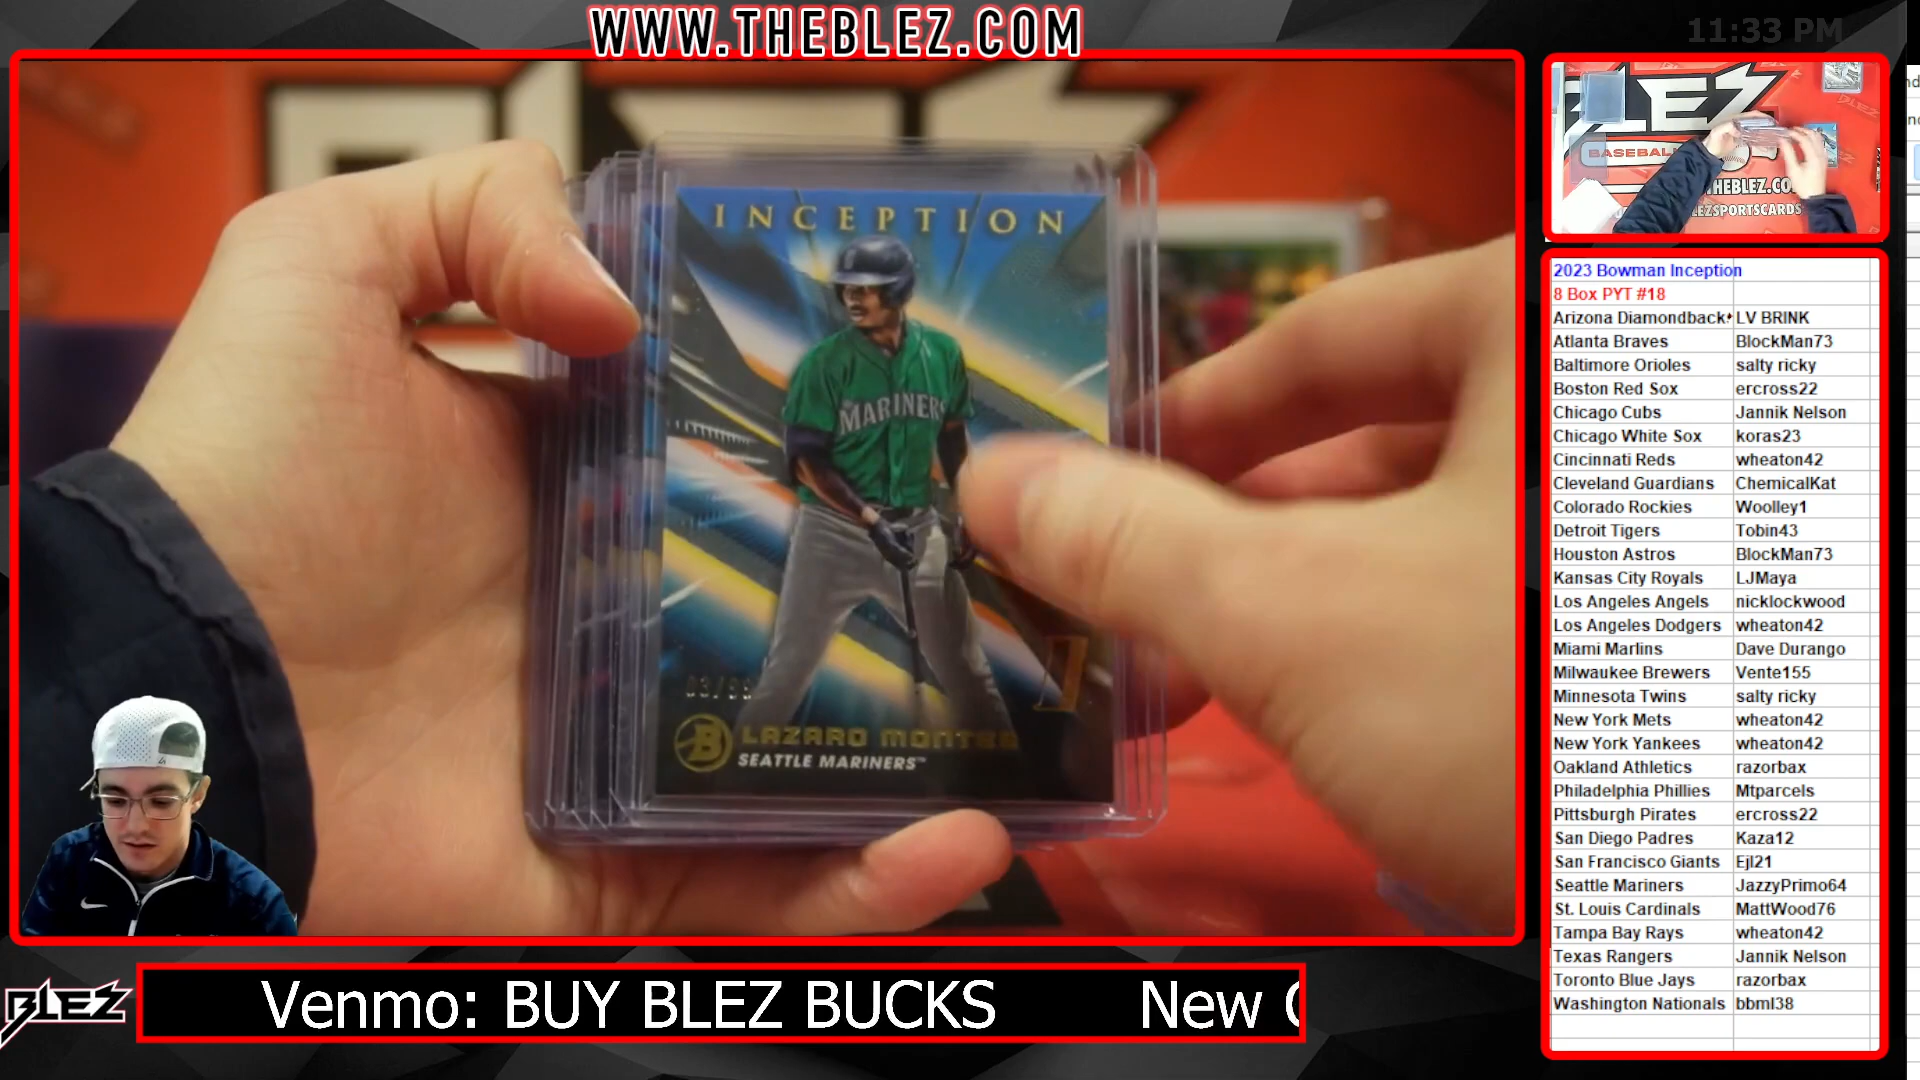 WWW.THEBLEZ.COM
11:33 PM
INCEPTION
MARINERS
LAZARO MONTES
SEATTLE MARINERS™
BLEZ
Venmo: BUY BLEZ BUCKS New
LEZ
BASEBALL
THEBLEZ.CO
LEZSPORTSCARDS
2023 Bowman Inception
8 Box PYT #18
Arizona Diamondback LV BRINK
Atlanta Braves BlockMan73
Baltimore Orioles salty ricky
Boston Red Sox ercross22
Chicago Cubs Jannik Nelson
Chicago White Sox koras23
Cincinnati Reds wheaton42
Cleveland Guardians ChemicalKat
Colorado Rockies Woolley1
Detroit Tigers Tobin43
Houston Astros BlockMan73
Kansas City Royals LJMaya
Los Angeles Angels nicklockwood
Los Angeles Dodgers wheaton42
Miami Marlins Dave Durango
Milwaukee Brewers Vente155
Minnesota Twins salty ricky
New York Mets wheaton42
New York Yankees wheaton42
Oakland Athletics razorbax
Philadelphia Phillies Mtparcels
Pittsburgh Pirates ercross22
San Diego Padres Kaza12
San Francisco Giants Ejl21
Seattle Mariners JazzyPrimo64
St. Louis Cardinals MattWood76
Tampa Bay Rays wheaton42
Texas Rangers Jannik Nelson
Toronto Blue Jays razorbax
Washington Nationals bbml38